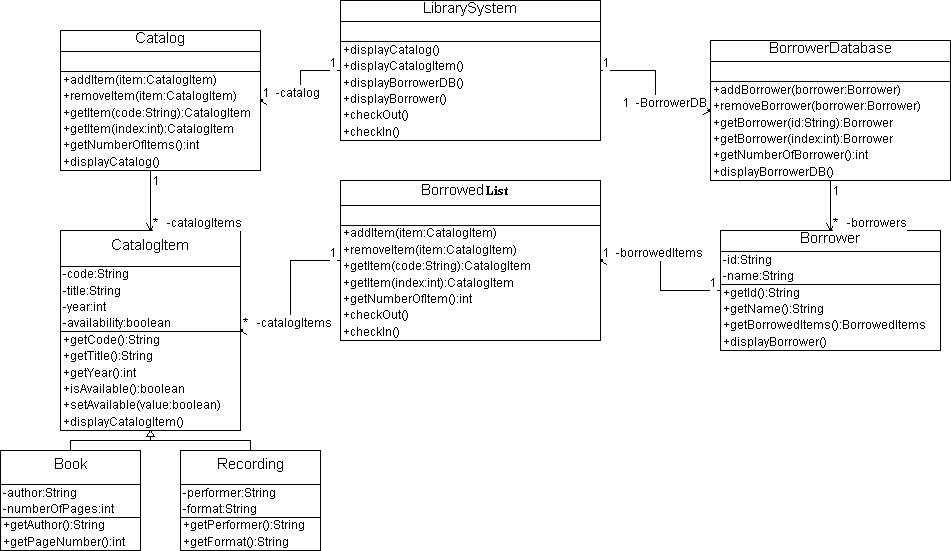 LibrarySystem
+displayCatalog()
+displayCatalogItem()
+displayBorrowerDB()
+displayBorrower()
+checkOut()
+checkIn()
Catalog
+addItem(item:CatalogItem)
+removeItem(item:CatalogItem)
+getItem(code:String):CatalogItem
+getItem(index:int):CatalogItem
+getNumberOfItems():int
+displayCatalog()
1
1 -catalog
1
1 -BorrowerDB
BorrowerDatabase
+addBorrower(borrower:Borrower)
+removeBorrower(borrower:Borrower)
+getBorrower(id:String):Borrower
+getBorrower(index:int):Borrower
+getNumberOfBorrower():int
+displayBorrowerDB()
1
* -catalogItems
1
* -borrowers
BorrowedList
+addItem(item:CatalogItem)
+removeItem(item:CatalogItem)
+getItem(code:String):CatalogItem
+getItem(index:int):CatalogItem
+getNumberOfItem():int
+checkOut()
+checkIn()
1
* -catalogItems
1 -borrowedItems
1
CatalogItem
-code:String
-title:String
-year:int
-availability:boolean
+getCode():String
+getTitle():String
+getYear():int
+isAvailable():boolean
+setAvailable(value:boolean)
+displayCatalogItem()
Borrower
-id:String
-name:String
+getId():String
+getName():String
+getBorrowedItems():BorrowedItems
+displayBorrower()
Book
-author:String
-numberOfPages:int
+getAuthor():String
+getPageNumber():int
Recording
-performer:String
-format:String
+getPerformer():String
+getFormat():String